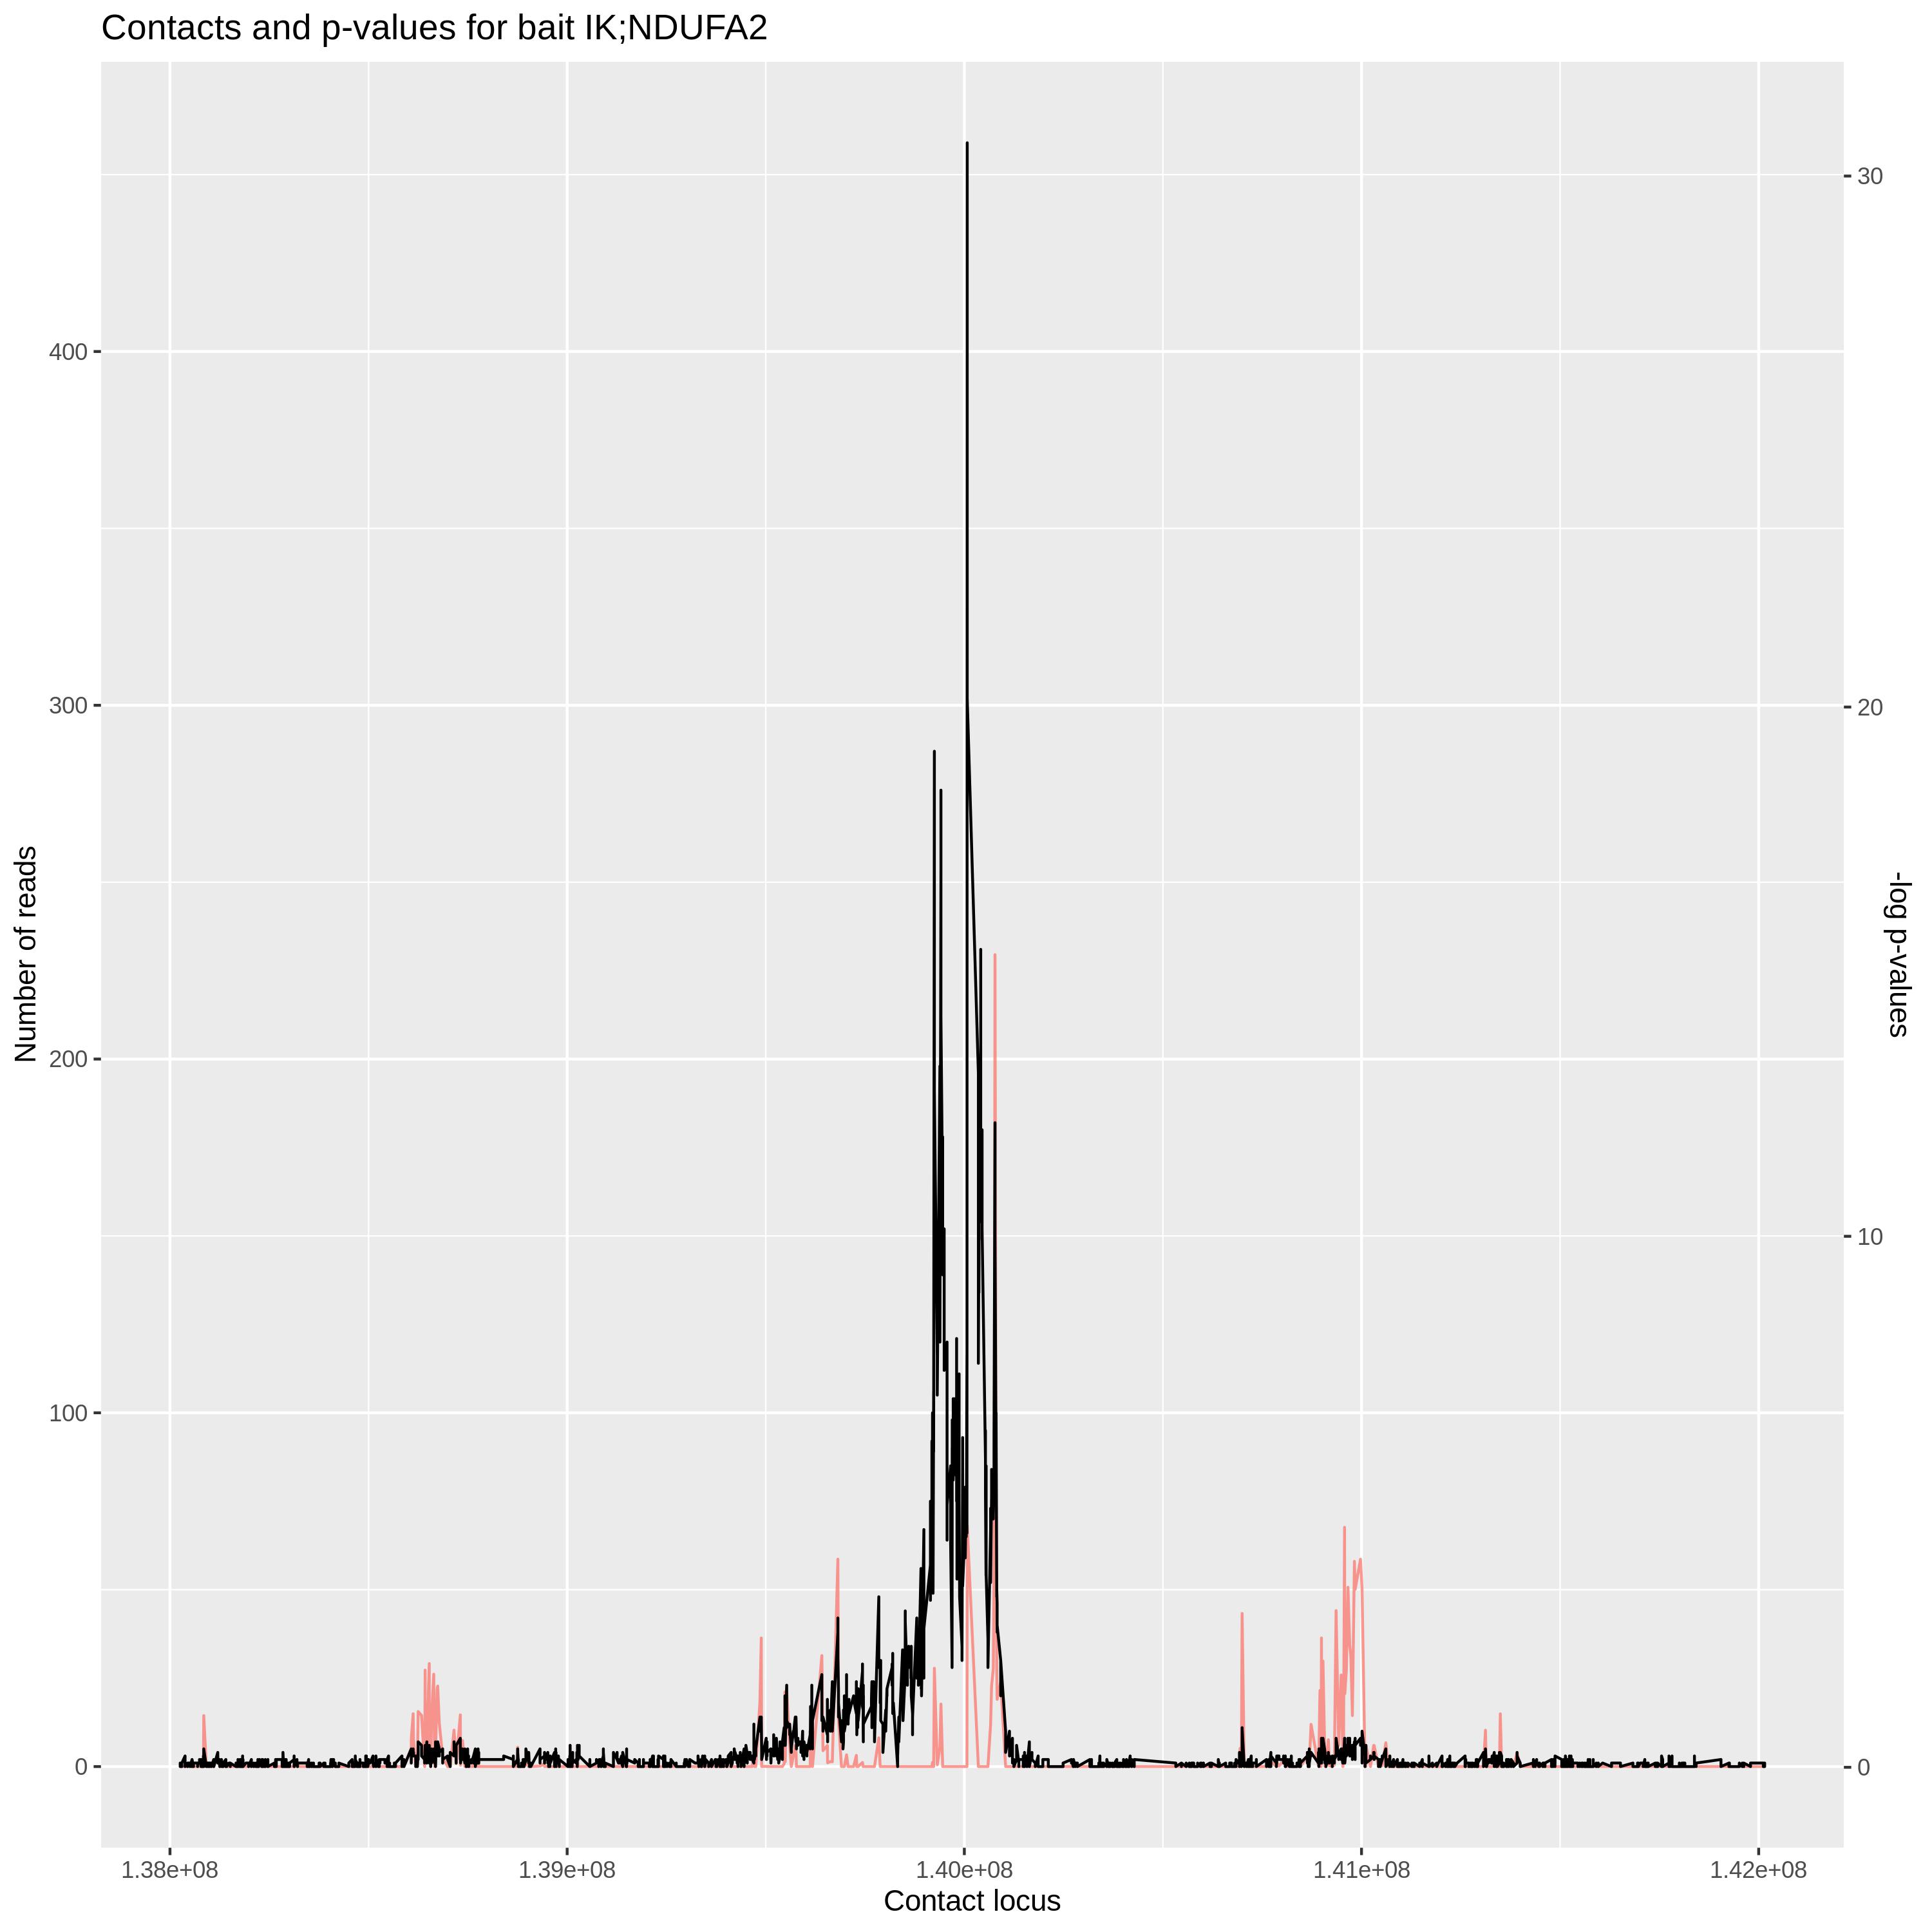 Contacts and p-values for bait IK;NDUFA2
Number of reads
400
300
200
100
0
30
20
10
0
-log p-values
1.38e+08 1.39e+08 1.40e+08 1.41e+08 1.42e+08
Contact locus